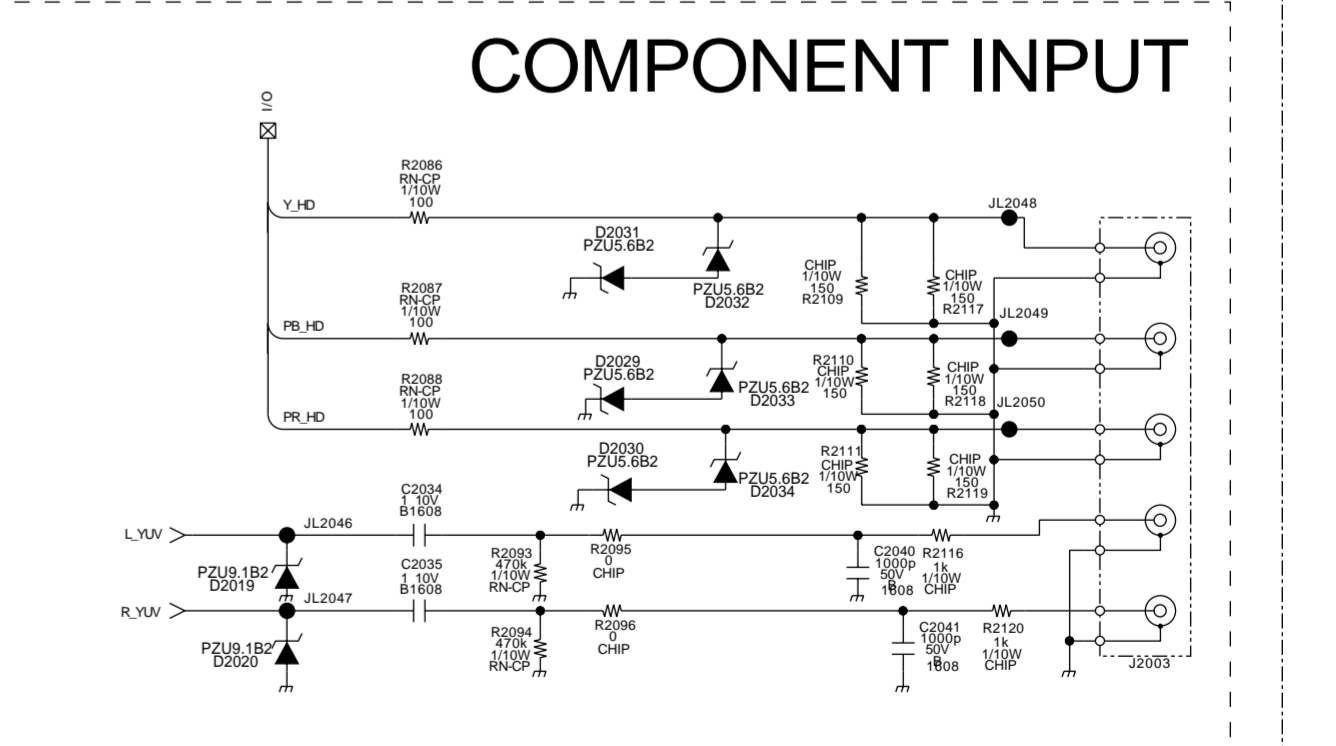 COMPONENT INPUT
I/O
R2086
RN-CP
1/10W
100
Y_HD
JL2048
D2031
PZU5.6B2
PZU5.6B2
D2032
CHIP
1/10W
150
R2109
CHIP
1/10W
150
R2117
R2087
RN-CP
1/10W
100
PB_HD
JL2049
D2029
PZU5.6B2
PZU5.6B2
D2033
R2110
CHIP
1/10W
150
CHIP
1/10W
150
R2118
R2088
RN-CP
1/10W
100
PR_HD
JL2050
D2030
PZU5.6B2
PZU5.6B2
D2034
R2111
CHIP
1/10W
150
CHIP
1/10W
150
R2119
L_YUV
JL2046
C2034
1 10V
B1608
PZU9.1B2
D2019
R2093
470k
1/10W
RN-CP
R2095
0
CHIP
C2040
1000p
50V
B
1608
R2116
1k
1/10W
CHIP
R_YUV
JL2047
C2035
1 10V
B1608
PZU9.1B2
D2020
R2094
470k
1/10W
RN-CP
R2096
0
CHIP
C2041
1000p
50V
B
1608
R2120
1k
1/10W
CHIP
J2003